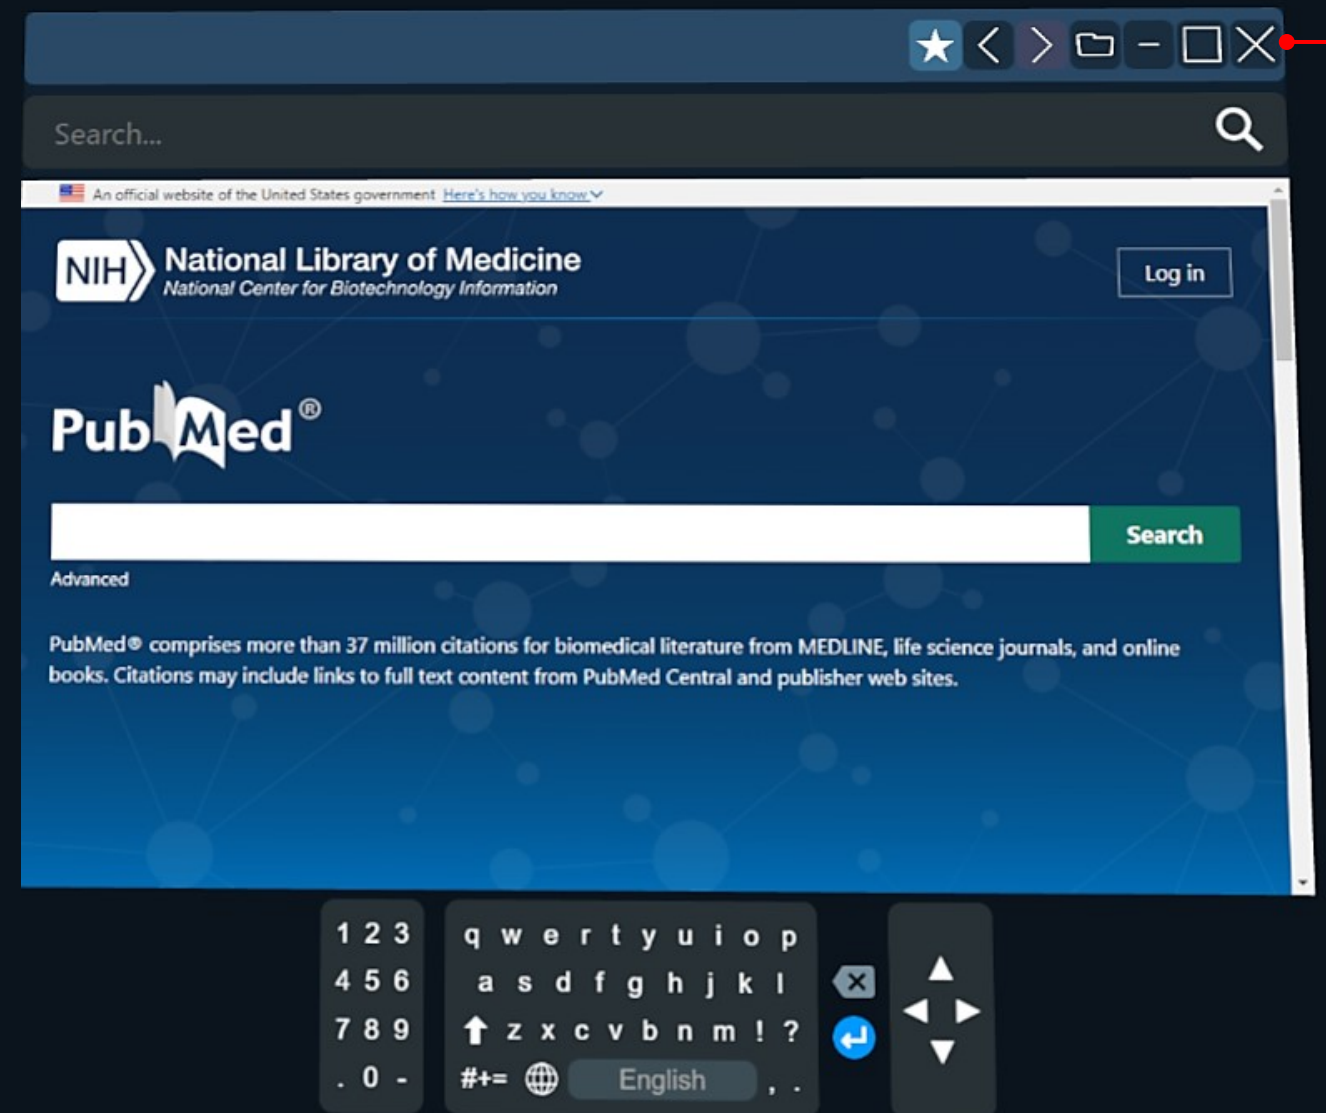 Search...
An official website of the United States government Here's how you know
NIH National Library of Medicine
National Center for Biotechnology Information
Log in
PubMed®
Search
Advanced
PubMed® comprises more than 37 million citations for biomedical literature from MEDLINE, life science journals, and online
books. Citations may include links to full text content from PubMed Central and publisher web sites.
1 2 3 q w e r t y u i o p
4 5 6 a s d f g h j k l
7 8 9 z x c v b n m ! ?
. 0 - #+= English , .